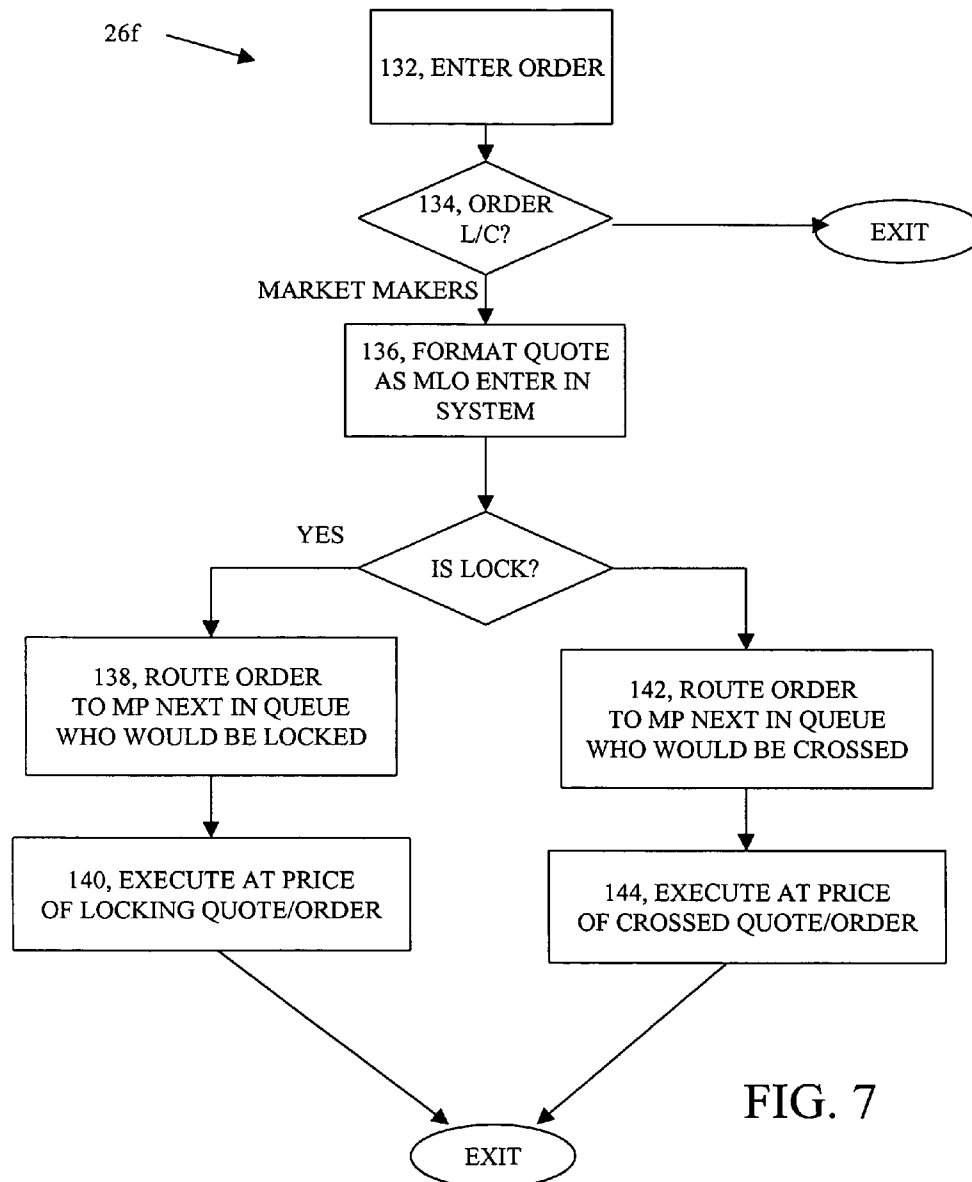 26f
132, ENTER ORDER
134, ORDER
L/C?
EXIT
MARKET MAKERS
136, FORMAT QUOTE
AS MLO ENTER IN
SYSTEM
YES
IS LOCK?
138, ROUTE ORDER
TO MP NEXT IN QUEUE
WHO WOULD BE LOCKED
142, ROUTE ORDER
TO MP NEXT IN QUEUE
WHO WOULD BE CROSSED
140, EXECUTE AT PRICE
OF LOCKING QUOTE/ORDER
144, EXECUTE AT PRICE
OF CROSSED QUOTE/ORDER
FIG. 7
EXIT